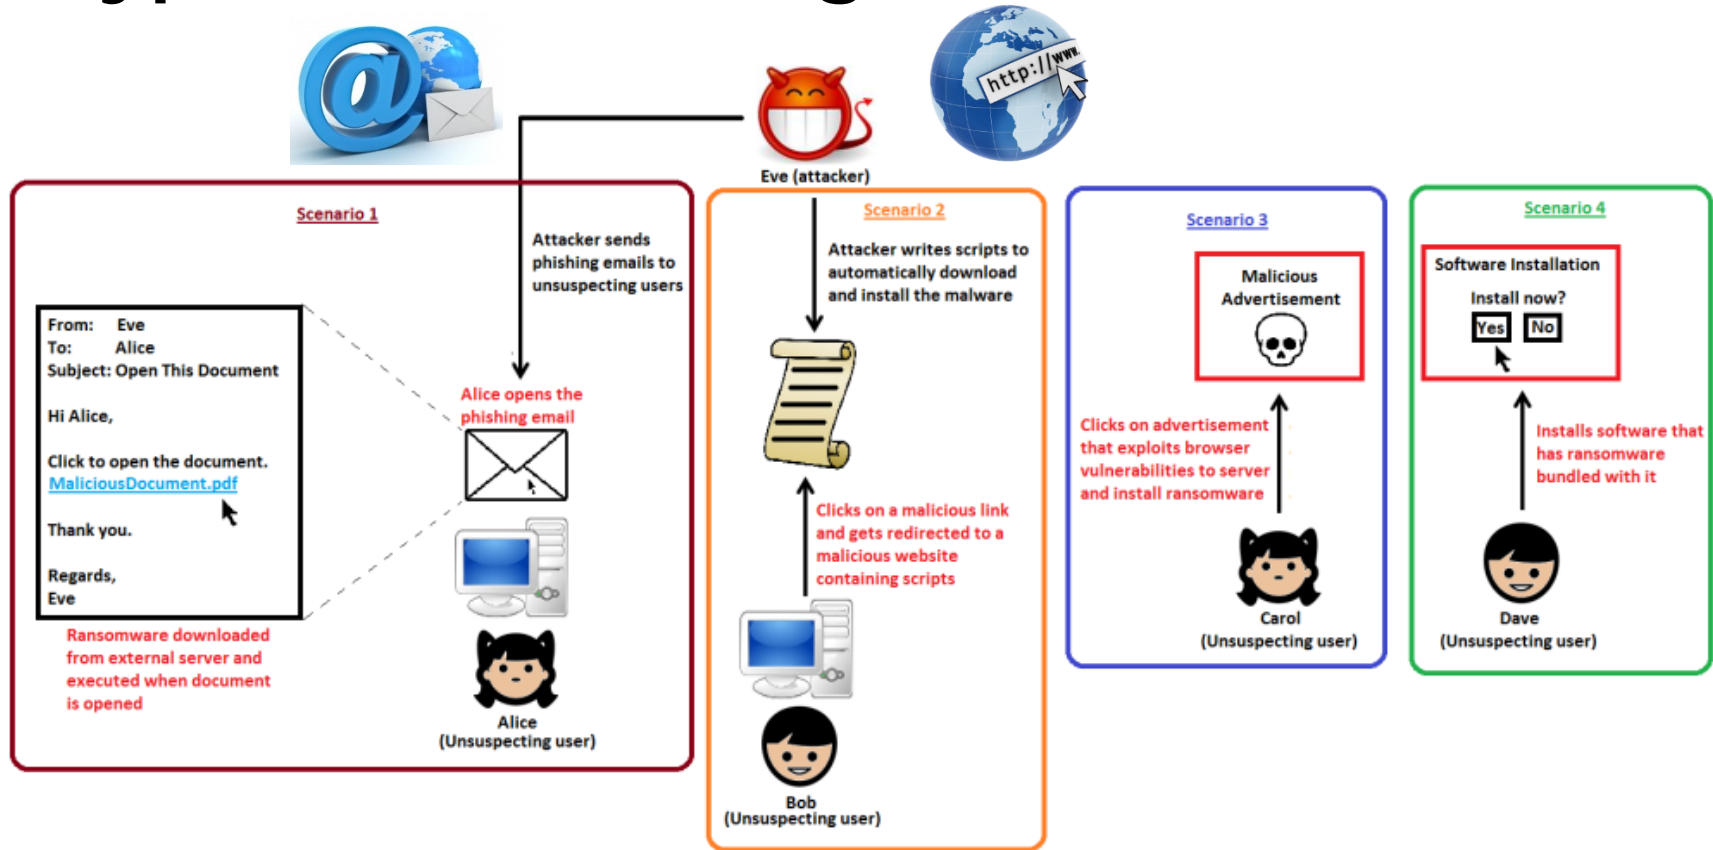 http://www.
Eve (attacker)
Scenario 1
Attacker sends
phishing emails to
unsuspecting users
From: Eve
To: Alice
Subject: Open This Document
Hi Alice,
Click to open the document.
MaliciousDocument.pdf
Thank you.
Regards,
Eve
Ransomware downloaded
from external server and
executed when document
is opened
Alice opens the
phishing email
Alice
(Unsuspecting user)
Scenario 2
Attacker writes scripts to
automatically download
and install the malware
Clicks on a malicious link
and gets redirected to a
malicious website
containing scripts
Bob
(Unsuspecting user)
Scenario 3
Malicious
Advertisement
Clicks on advertisement
that exploits browser
vulnerabilities to server
and install ransomware
Carol
(Unsuspecting user)
Scenario 4
Software Installation
Install now?
Yes No
Installs software that
has ransomware
bundled with it
Dave
(Unsuspecting user)